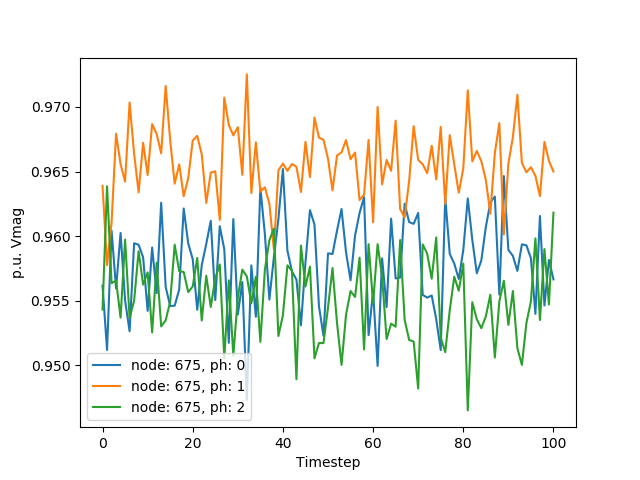 0.970
0.965
0.960
0.955
0.950
p.u. Vmag
node: 675, ph: 0
node: 675, ph: 1
node: 675, ph: 2
0 20 40 60 80 100
Timestep